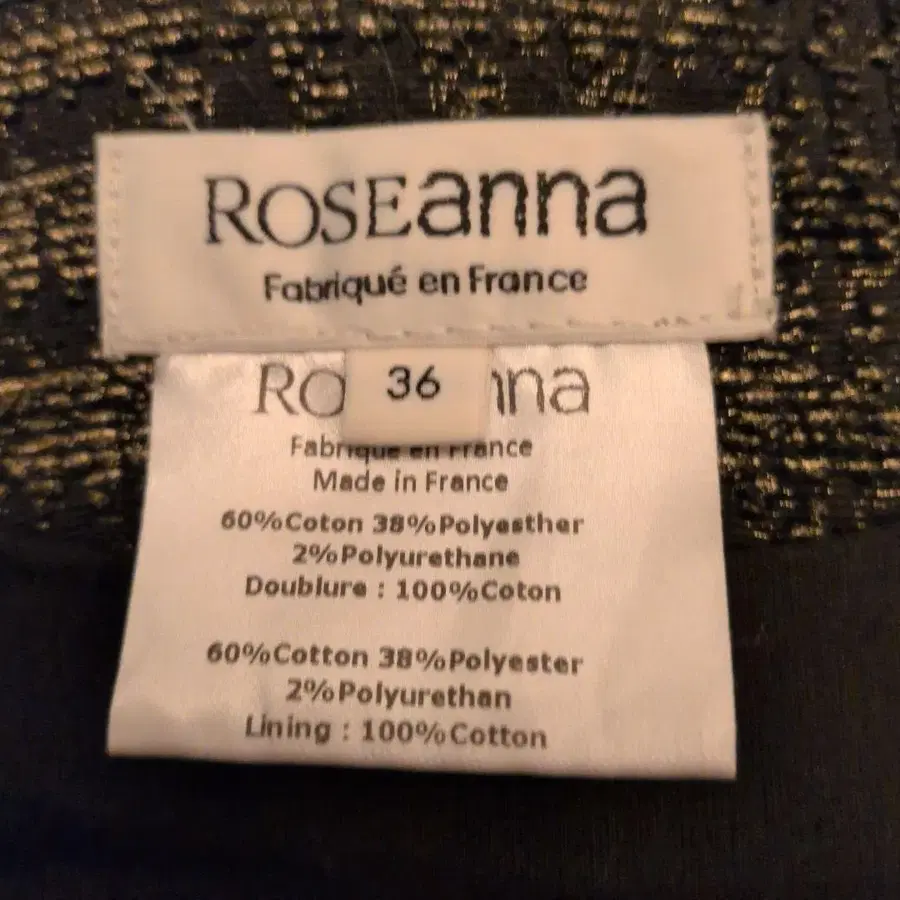 ROSEanna
Fabriqué en France
36
Ro nna
Fabrique en France
Made in France
60%Coton 38%Polyesther
2%Polyurethane
Doublure : 100%Coton
60%Cotton 38%Polyester
2%Polyurethan
Lining : 100%Cotton